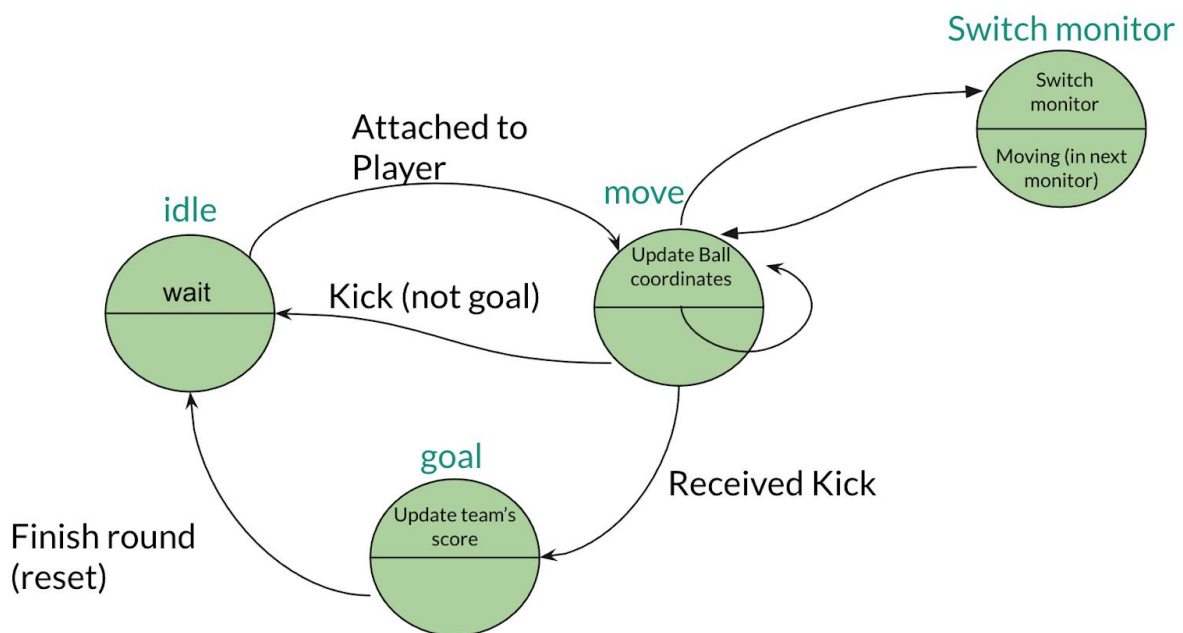 Switch monitor
Switch
monitor
Moving (in next
monitor)
Attached to
Player
move
idle
Update Ball
coordinates
wait
Kick (not goal)
goal
Received Kick
Update team's
score
Finish round
(reset)